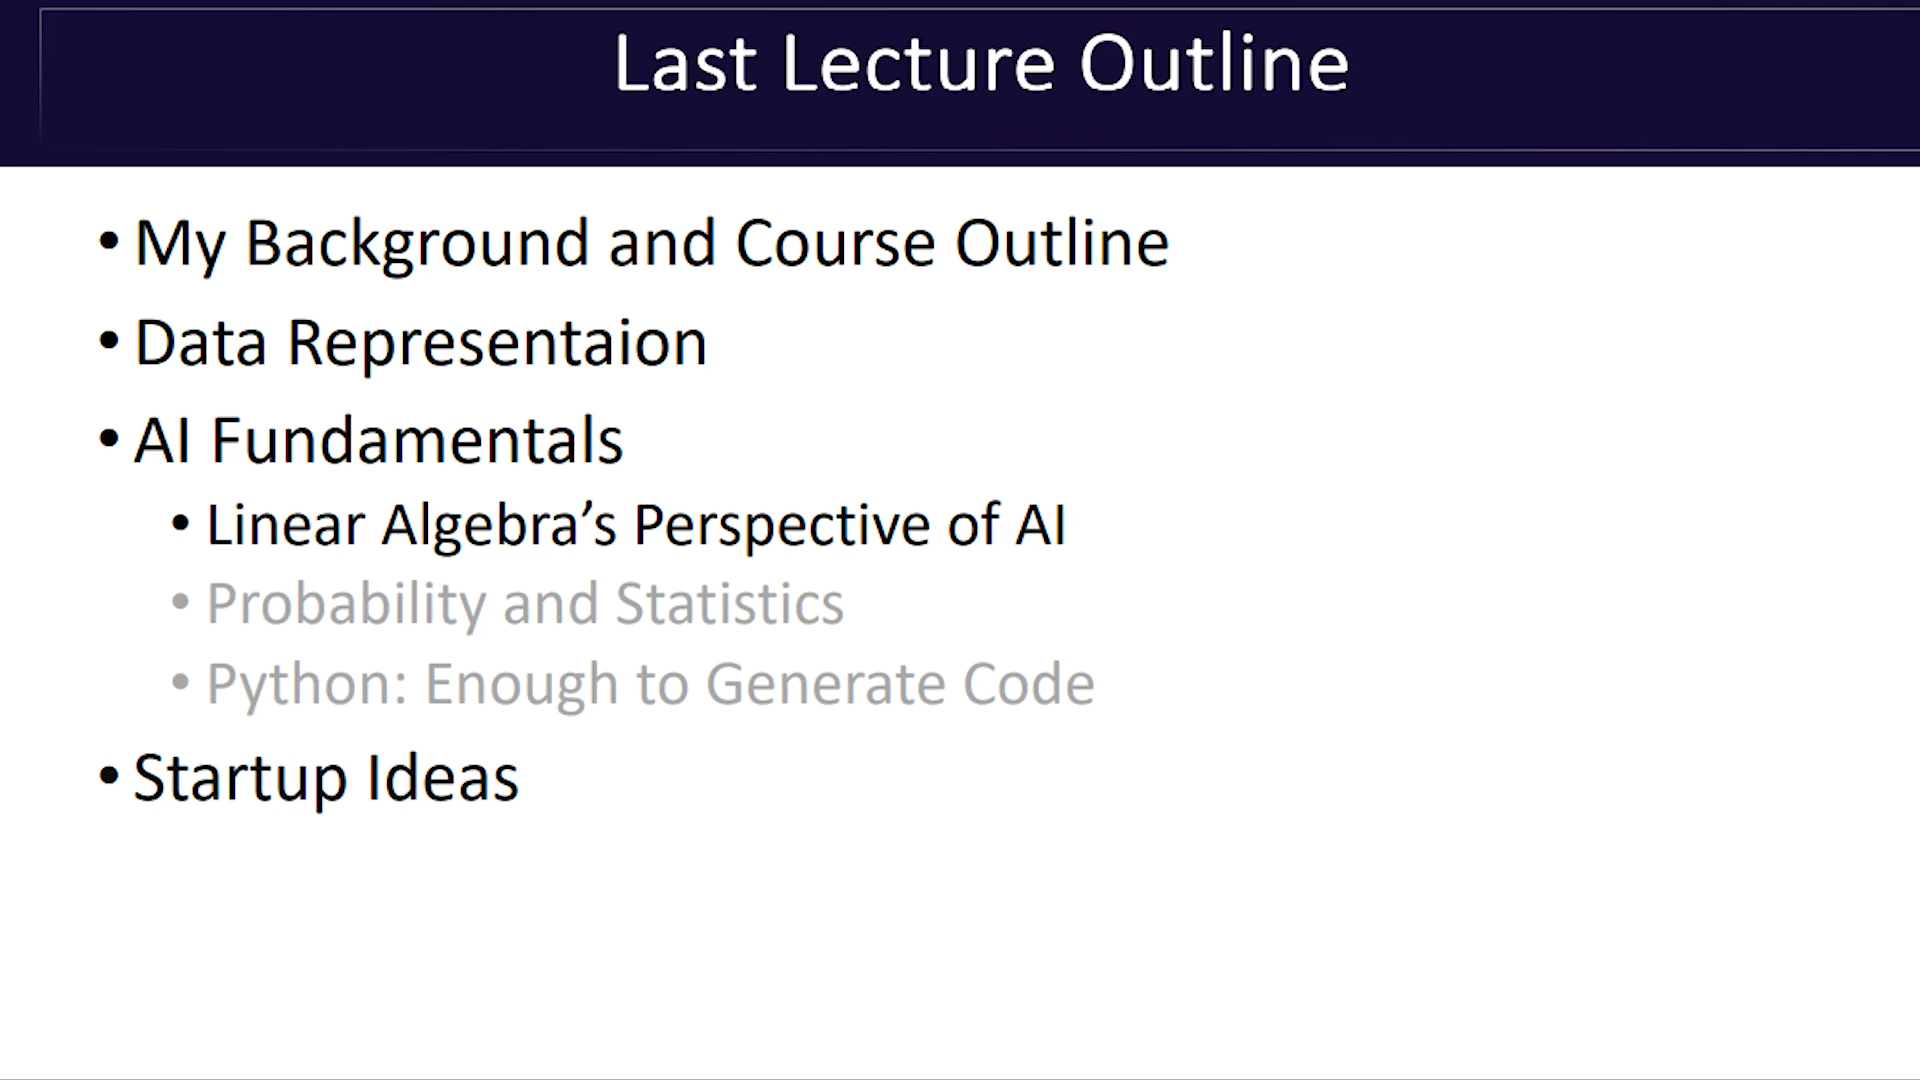 Last Lecture Outline
• My Background and Course Outline
• Data Representaion
• AI Fundamentals
• Linear Algebra’s Perspective of AI
• Probability and Statistics
• Python: Enough to Generate Code
• Startup Ideas